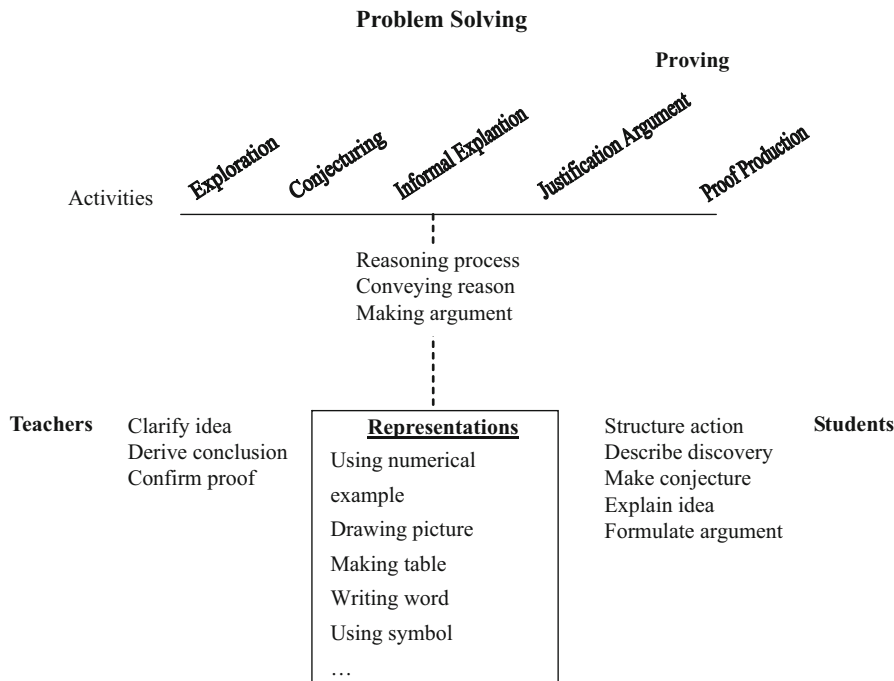 Problem Solving
Proving
Exploration
Conjecturing
Informal Explantion
Justification Argument
Proof Production
Activities
Reasoning process
Conveying reason
Making argument
Teachers
Clarify idea
Derive conclusion
Confirm proof
Representations
Using numerical
example
Drawing picture
Making table
Writing word
Using symbol
…
Structure action
Describe discovery
Make conjecture
Explain idea
Formulate argument
Students